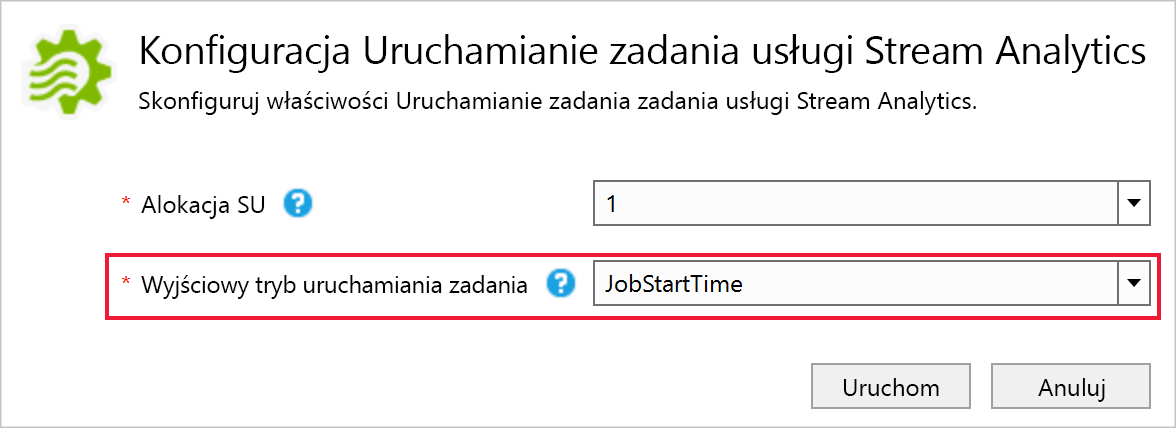 Konfiguracja Uruchamianie zadania usługi Stream Analytics
Skonfiguruj właściwości Uruchamianie zadania zadania usługi Stream Analytics.
* Alokacja SU ? 1
* Wyjściowy tryb uruchamiania zadania ? JobStartTime
Uruchom Anuluj